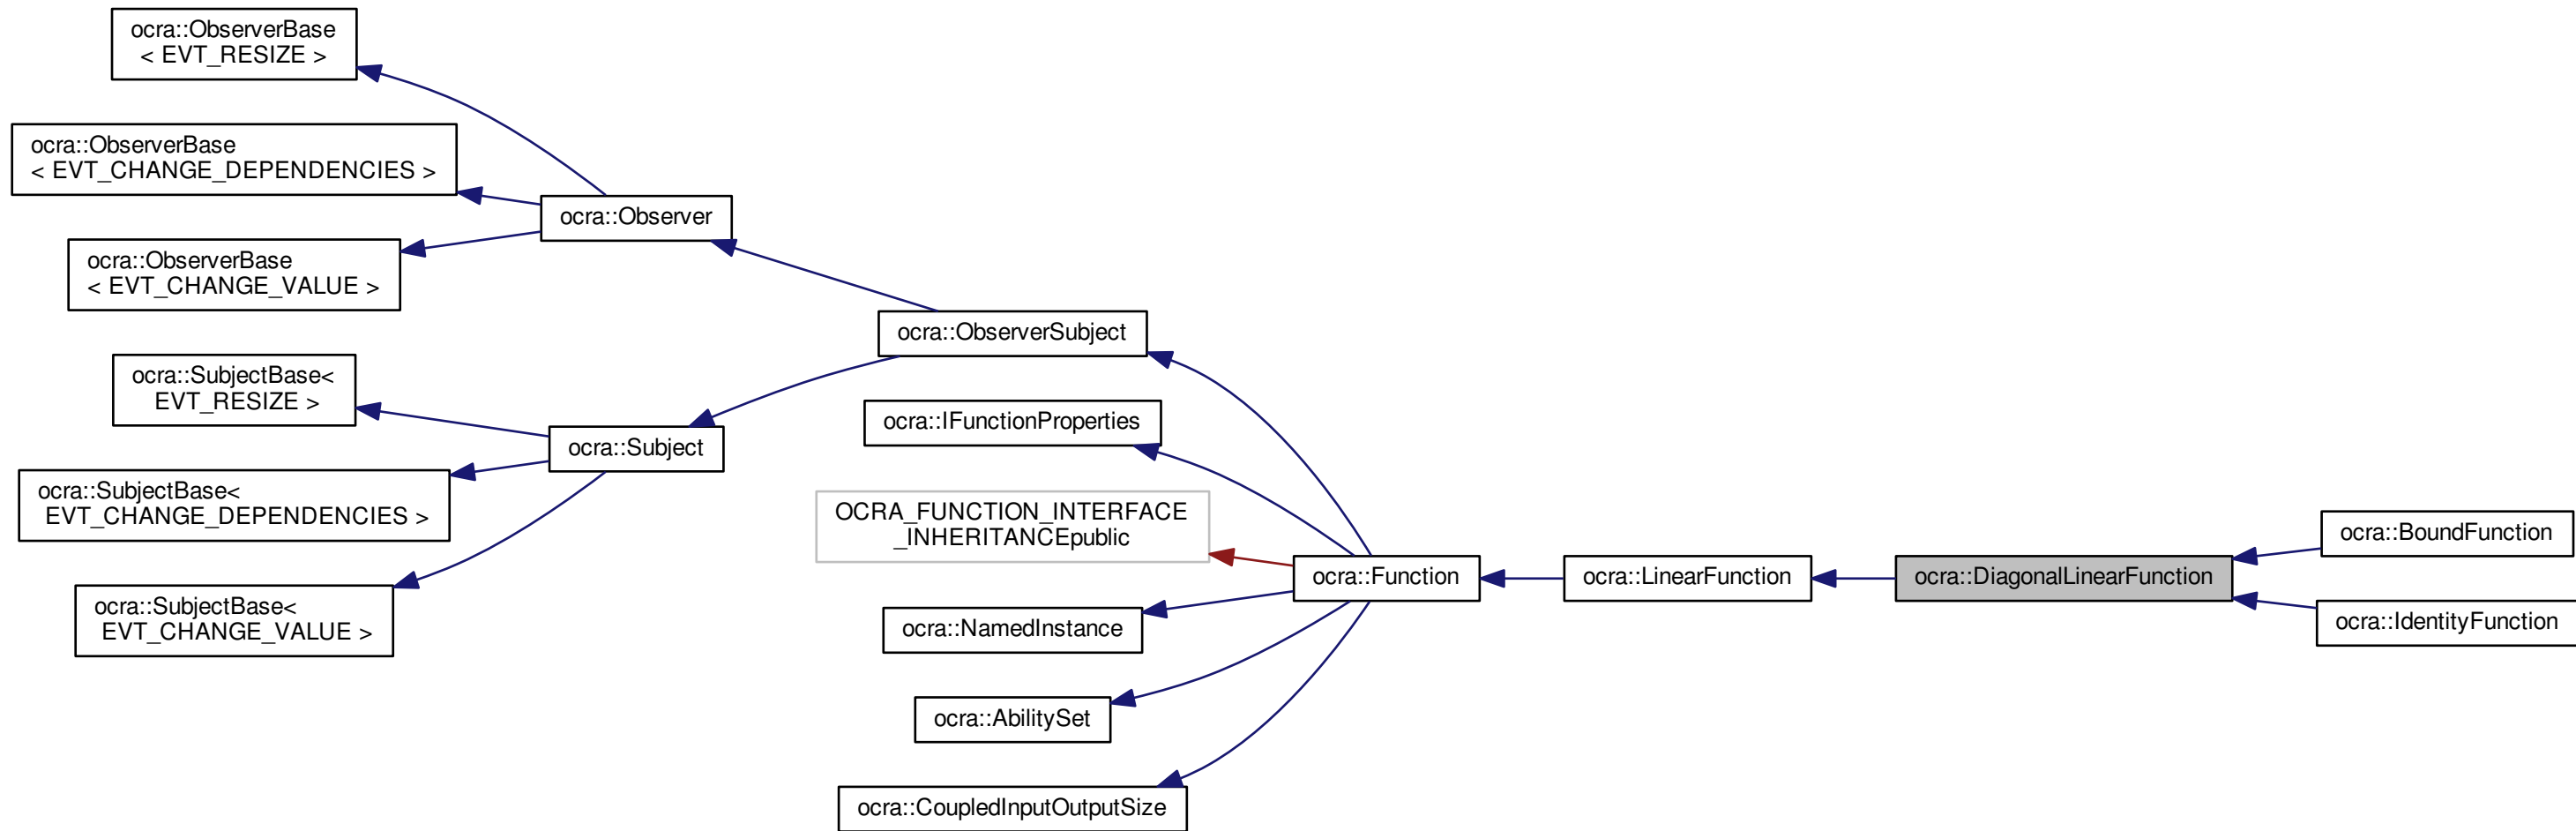 ocra::ObserverBase
< EVT_RESIZE >
ocra::ObserverBase
< EVT_CHANGE_DEPENDENCIES >
ocra::Observer
ocra::ObserverBase
< EVT_CHANGE_VALUE >
ocra::ObserverSubject
ocra::SubjectBase<
EVT_RESIZE >
ocra::IFunctionProperties
ocra::Subject
ocra::SubjectBase<
EVT_CHANGE_DEPENDENCIES >
OCRA_FUNCTION_INTERFACE
_INHERITANCEpublic
ocra::BoundFunction
ocra::Function
ocra::LinearFunction
ocra::DiagonalLinearFunction
ocra::SubjectBase<
EVT_CHANGE_VALUE >
ocra::NamedInstance
ocra::IdentityFunction
ocra::AbilitySet
ocra::CoupledInputOutputSize